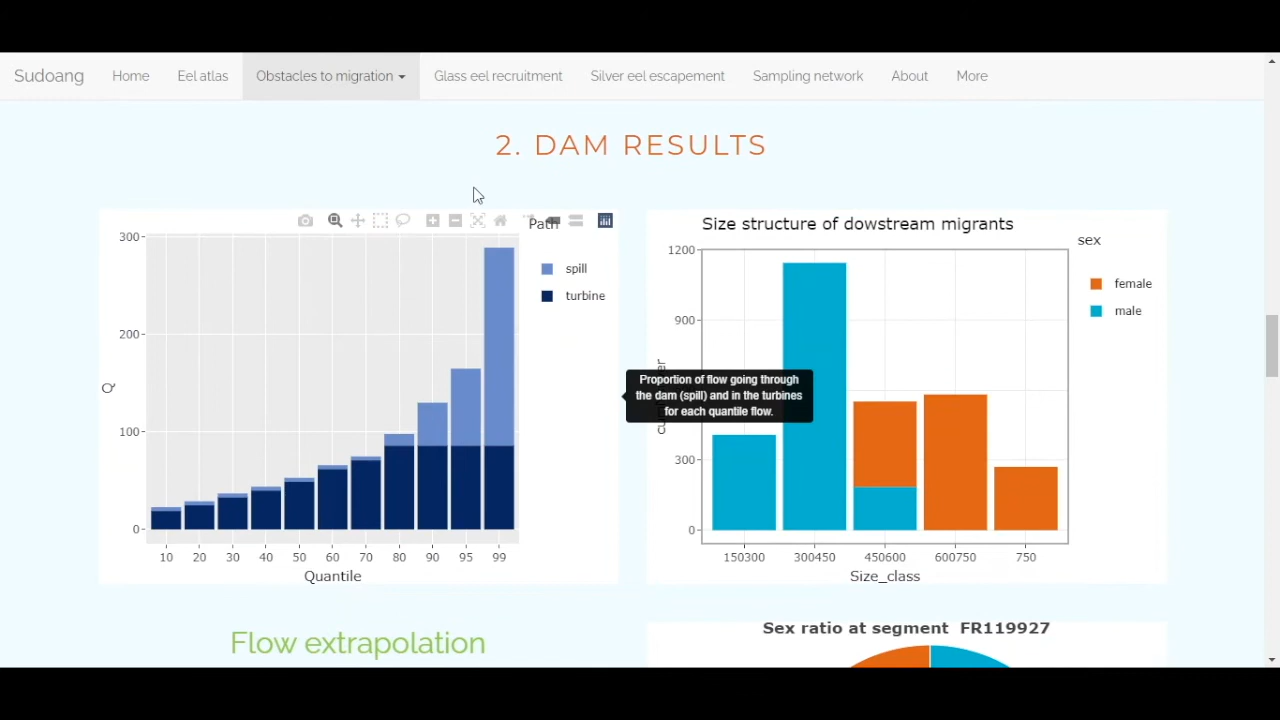 Sudoang Home Eel atlas Obstacles to migration Glass eel recruitment Silver eel escapement Sampling network About More
2. DAM RESULTS
Path
spill
turbine
300
200
100
0
Q
10 20 30 40 50 60 70 80 90 95 99
Quantile
Proportion of flow going through
the dam (spill) and in the turbines
for each quantile flow.
Size structure of dowstream migrants
sex
female
male
1200
900
300
0
150300 300450 450600 600750 750
Size_class
Flow extrapolation
Sex ratio at segment FR119927